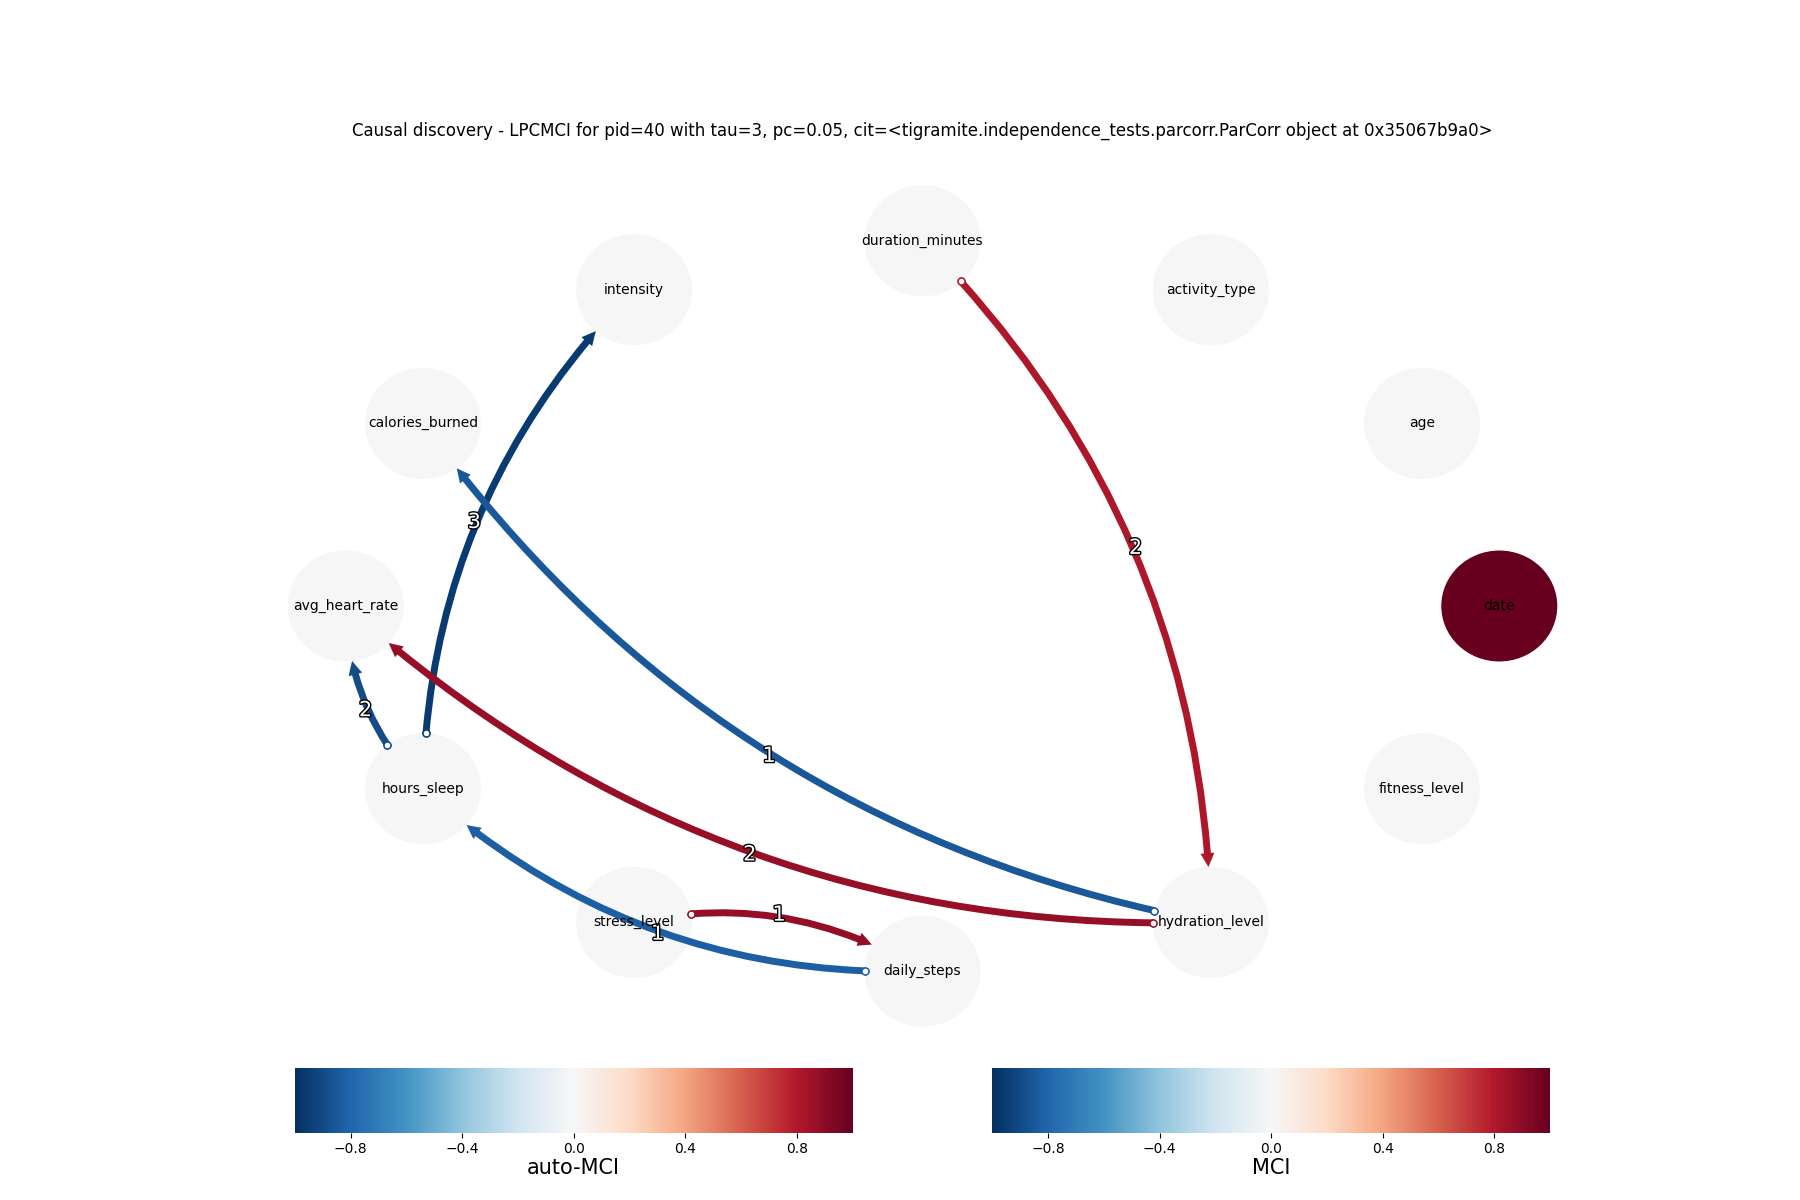 Causal discovery - LPCMCI for pid=40 with tau=3, pc=0.05, cit=<tigramite.independence_tests.parcorr.ParCorr object at 0x35067b9a0>
duration_minutes
intensity
activity_type
calories_burned
age
3
2
avg_heart_rate
date
2
1
hours_sleep
fitness_level
2
1
stress_level
hydration_level
1
daily_steps
−0.8 −0.4 0.0 0.4 0.8
−0.8 −0.4 0.0 0.4 0.8
auto-MCI
MCI